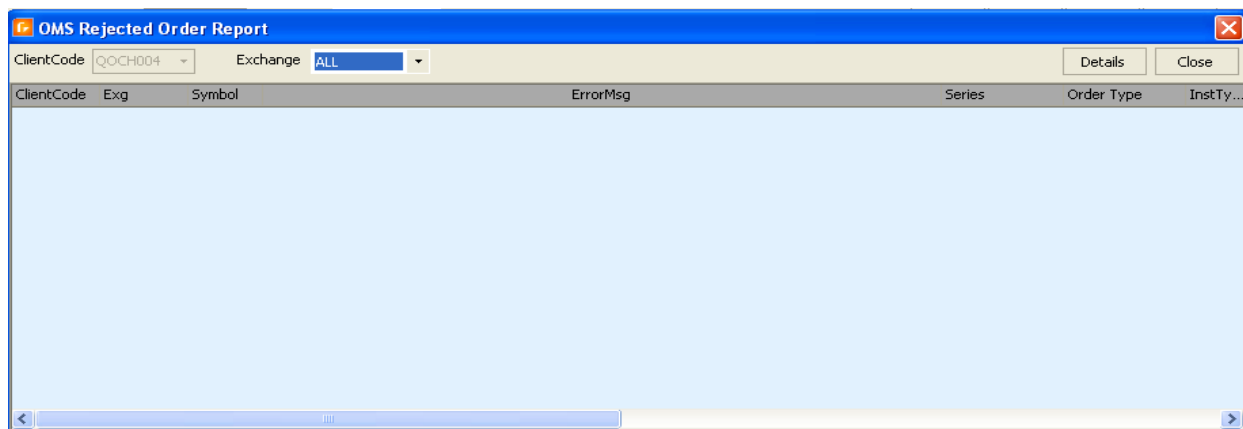 OMS Rejected Order Report
ClientCode QOCH004 Exchange ALL Details Close
ClientCode Exg Symbol ErrorMsg Series Order Type InstTy...